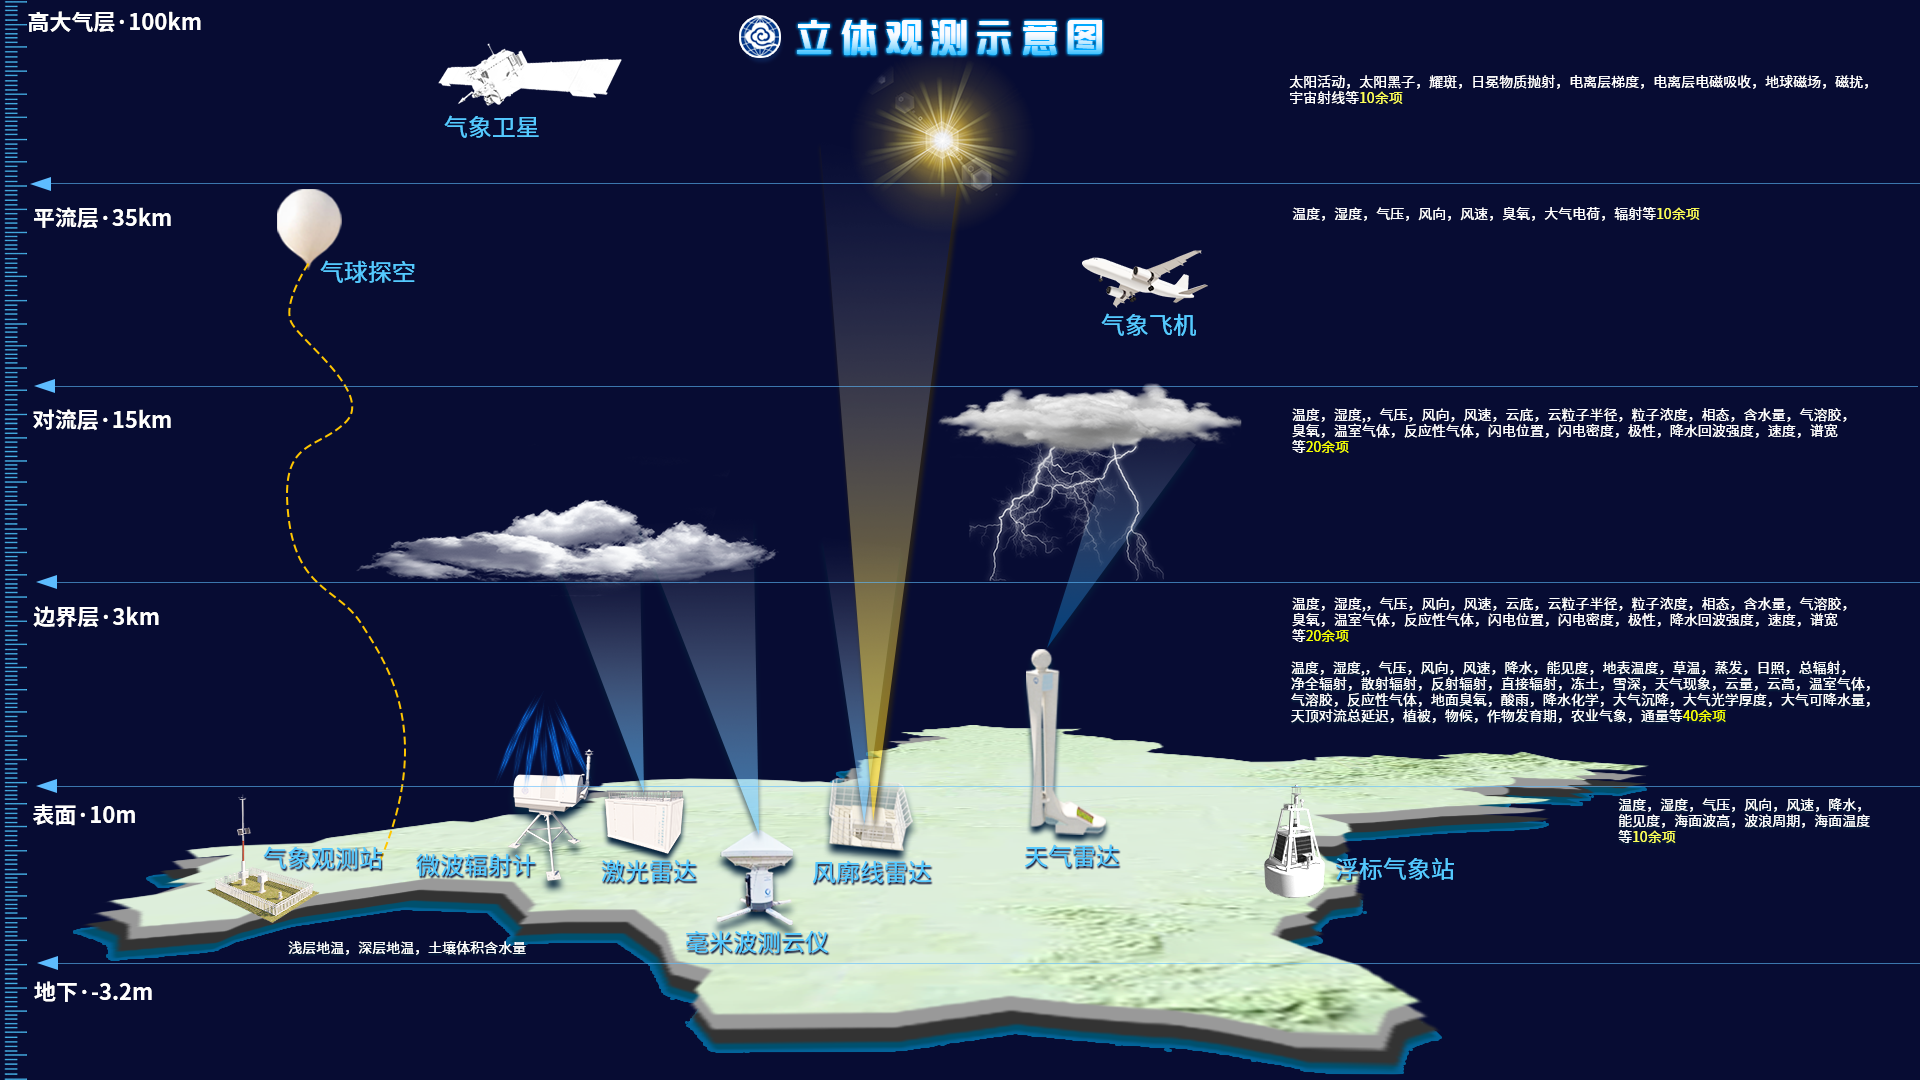 立体观测示意图
高大气层·100km
气象卫星
太阳活动，太阳黑子，耀斑，日冕物质抛射，电离层梯度，电离层电磁吸收，地球磁场，磁扰，
宇宙射线等10余项
平流层·35km
气球探空
温度，湿度，气压，风向，风速，臭氧，大气电荷，辐射等10余项
气象飞机
对流层·15km
温度，湿度,，气压，风向，风速，云底，云粒子半径，粒子浓度，相态，含水量，气溶胶，
臭氧，温室气体，反应性气体，闪电位置，闪电密度，极性，降水回波强度，速度，谱宽
等20余项
边界层·3km
温度，湿度,，气压，风向，风速，云底，云粒子半径，粒子浓度，相态，含水量，气溶胶，
臭氧，温室气体，反应性气体，闪电位置，闪电密度，极性，降水回波强度，速度，谱宽
等20余项
温度，湿度,，气压，风向，风速，降水，能见度，地表温度，草温，蒸发，日照，总辐射，
净全辐射，散射辐射，反射辐射，直接辐射，冻土，雪深，天气现象，云量，云高，温室气体，
气溶胶，反应性气体，地面臭氧，酸雨，降水化学，大气沉降，大气光学厚度，大气可降水量，
天顶对流总延迟，植被，物候，作物发育期，农业气象，通量等40余项
表面·10m
温度，湿度，气压，风向，风速，降水，
能见度，海面波高，波浪周期，海面温度
等10余项
气象观测站
微波辐射计
激光雷达
风廓线雷达
天气雷达
浮标气象站
毫米波测云仪
浅层地温，深层地温，土壤体积含水量
地下·-3.2m